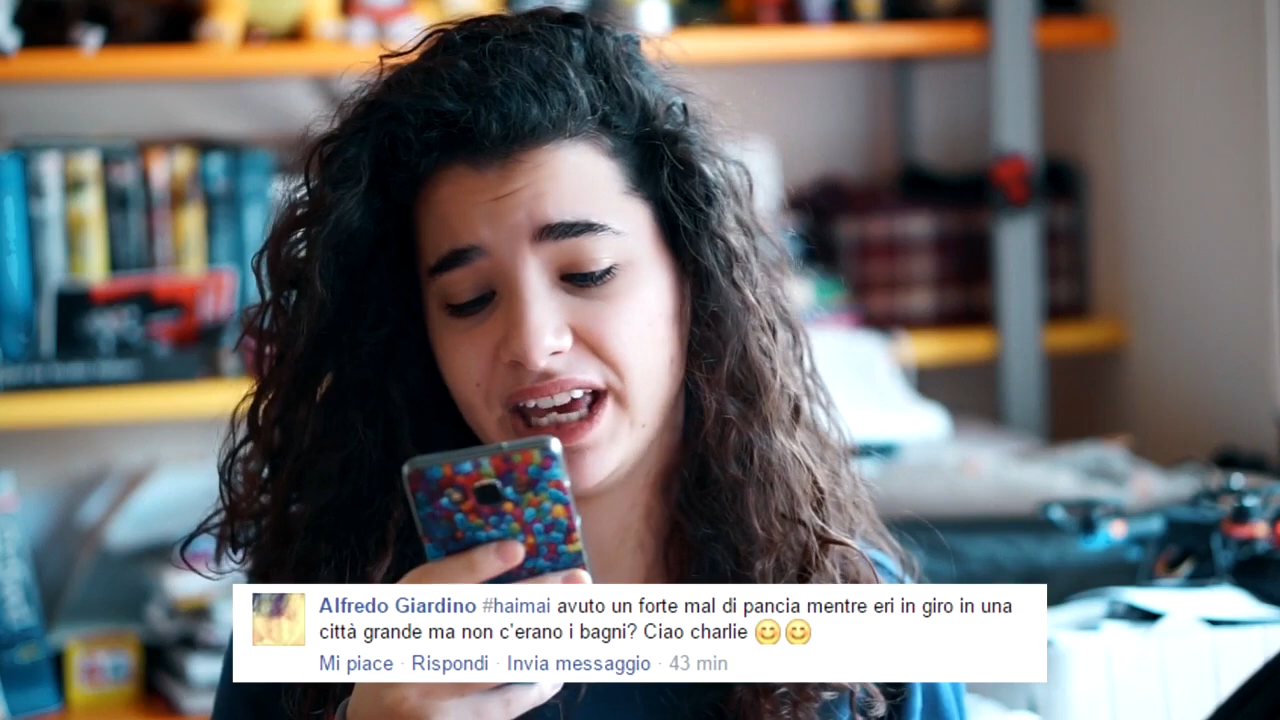 Alfredo Giardino #haimai avuto un forte mal di pancia mentre eri in giro in una
città grande ma non c'erano i bagni? Ciao charlie 😊😊
Mi piace · Rispondi · Invia messaggio · 43 min